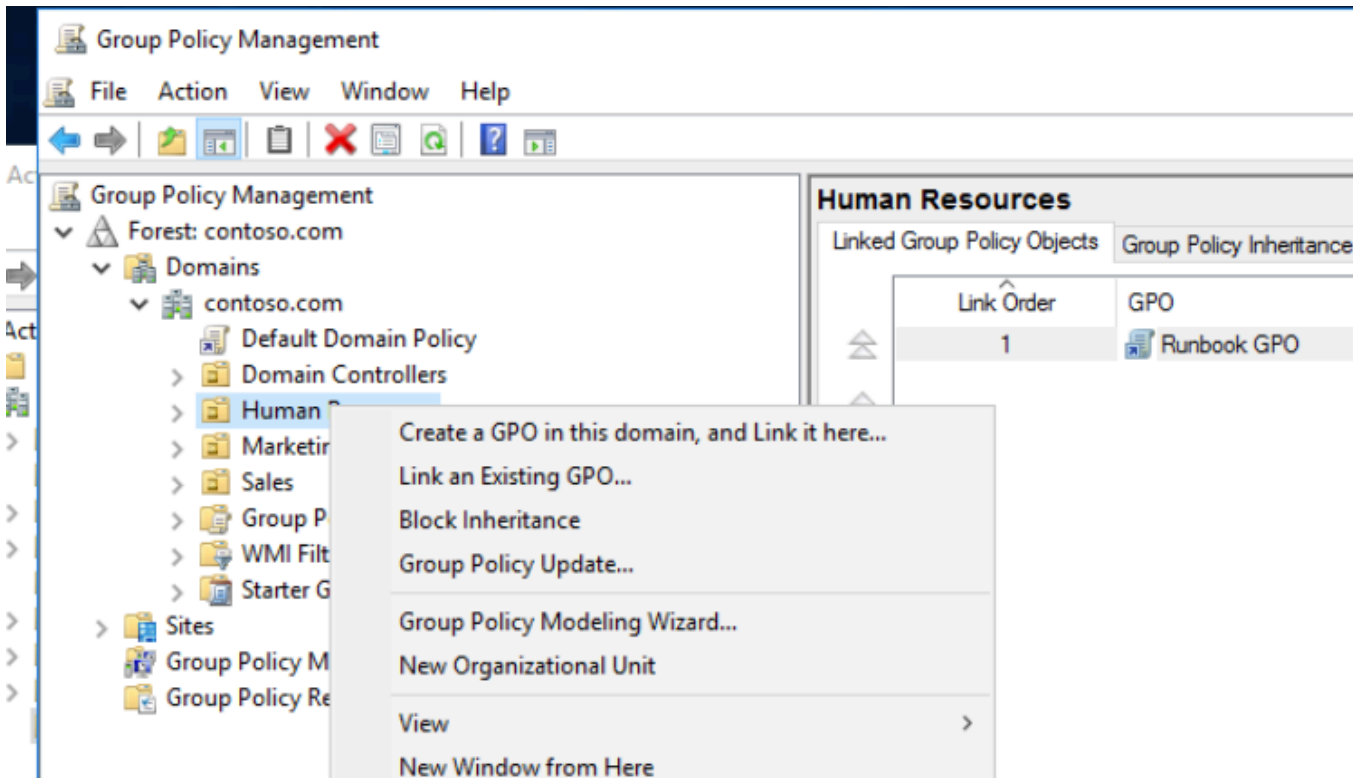 Group Policy Management
File Action View Window Help
Ac
Act
Group Policy Management
Forest: contoso.com
Domains
contoso.com
Default Domain Policy
Domain Controllers
Human
Marketin
Sales
Group P
WMI Filt
Starter G
Sites
Group Policy M
Group Policy Re
Create a GPO in this domain, and Link it here...
Link an Existing GPO...
Block Inheritance
Group Policy Update...
Group Policy Modeling Wizard...
New Organizational Unit
View
New Window from Here
Human Resources
Linked Group Policy Objects Group Policy Inheritance
Link Order GPO
1 Runbook GPO